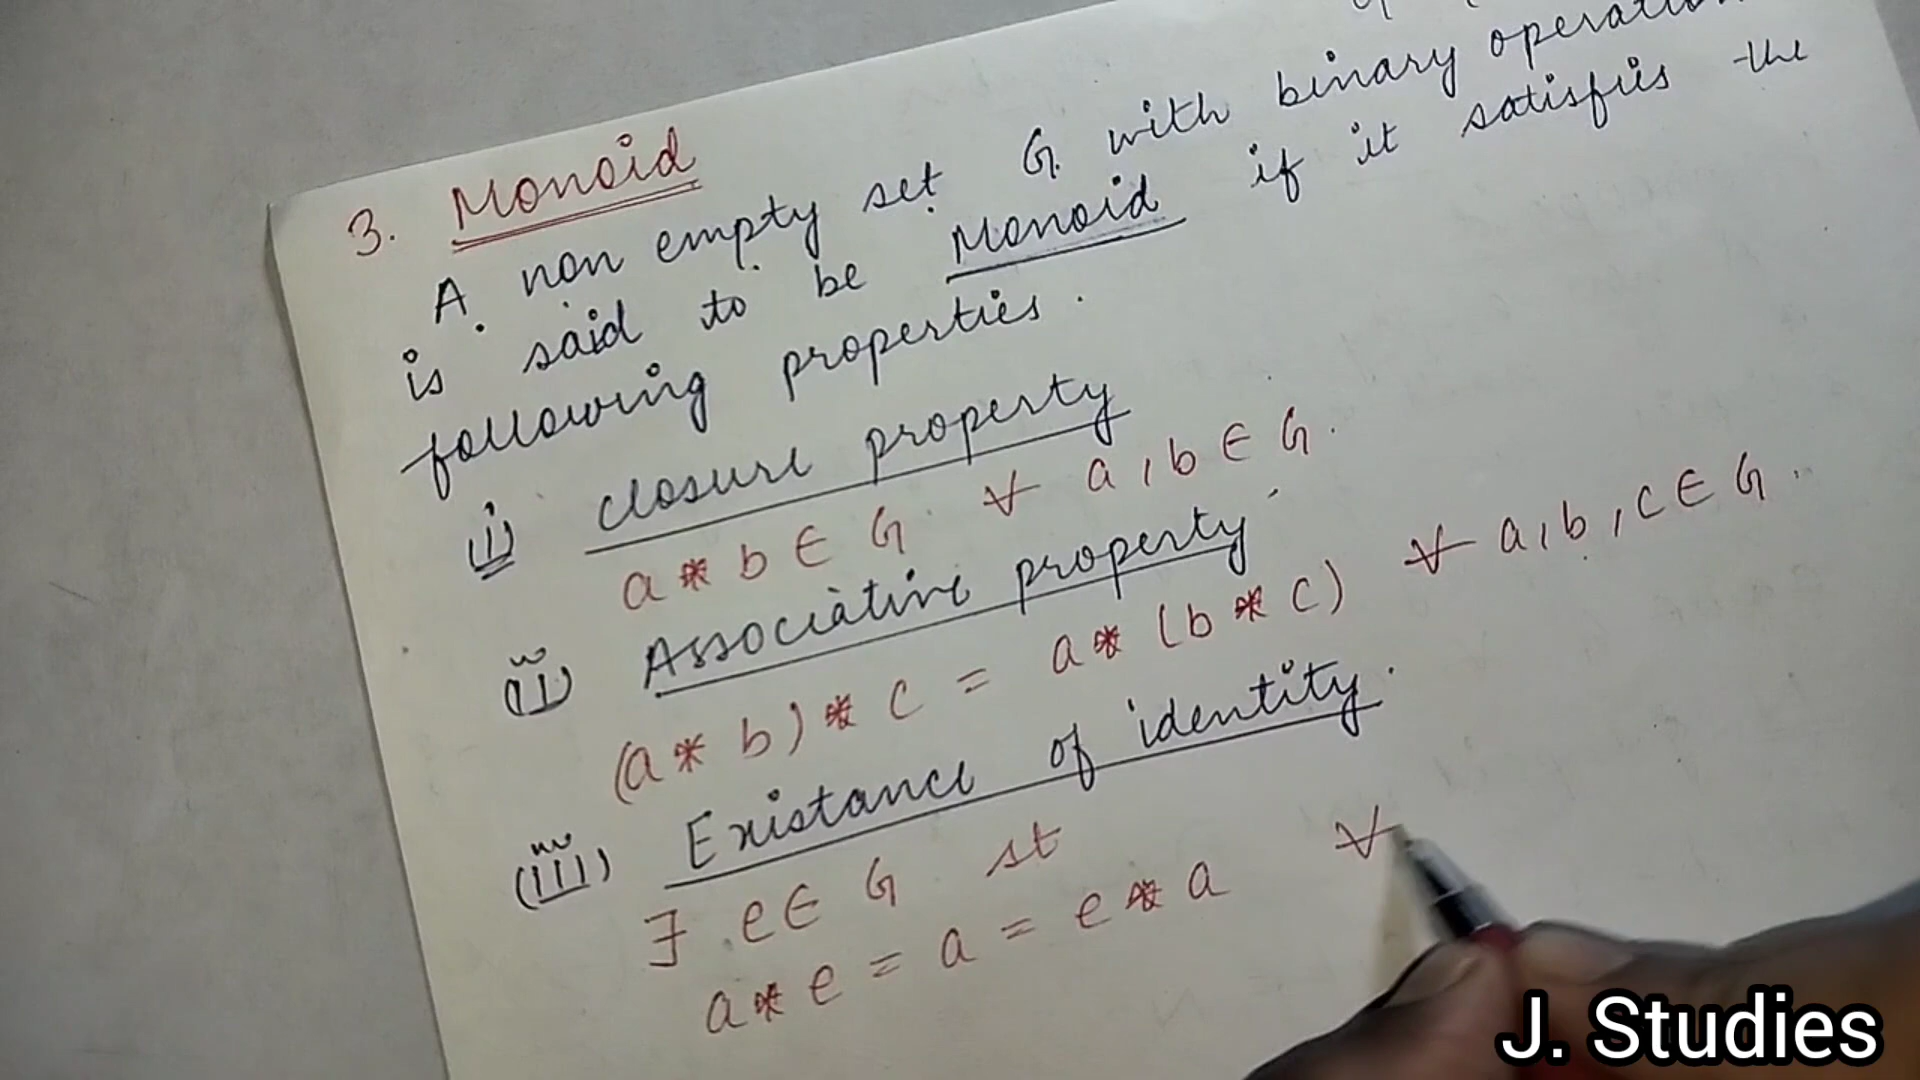 3. Monoid
A non empty set G with binary operation
is said to be Monoid if it satisfies the
following properties.
(i) closure property
a * b ∈ G ∀ a, b ∈ G.
(ii) Associative property
(a * b) * c = a * (b * c) ∀ a, b, c ∈ G.
(iii) Existance of identity.
∃ e ∈ G st
a * e = a = e * a ∀
J. Studies